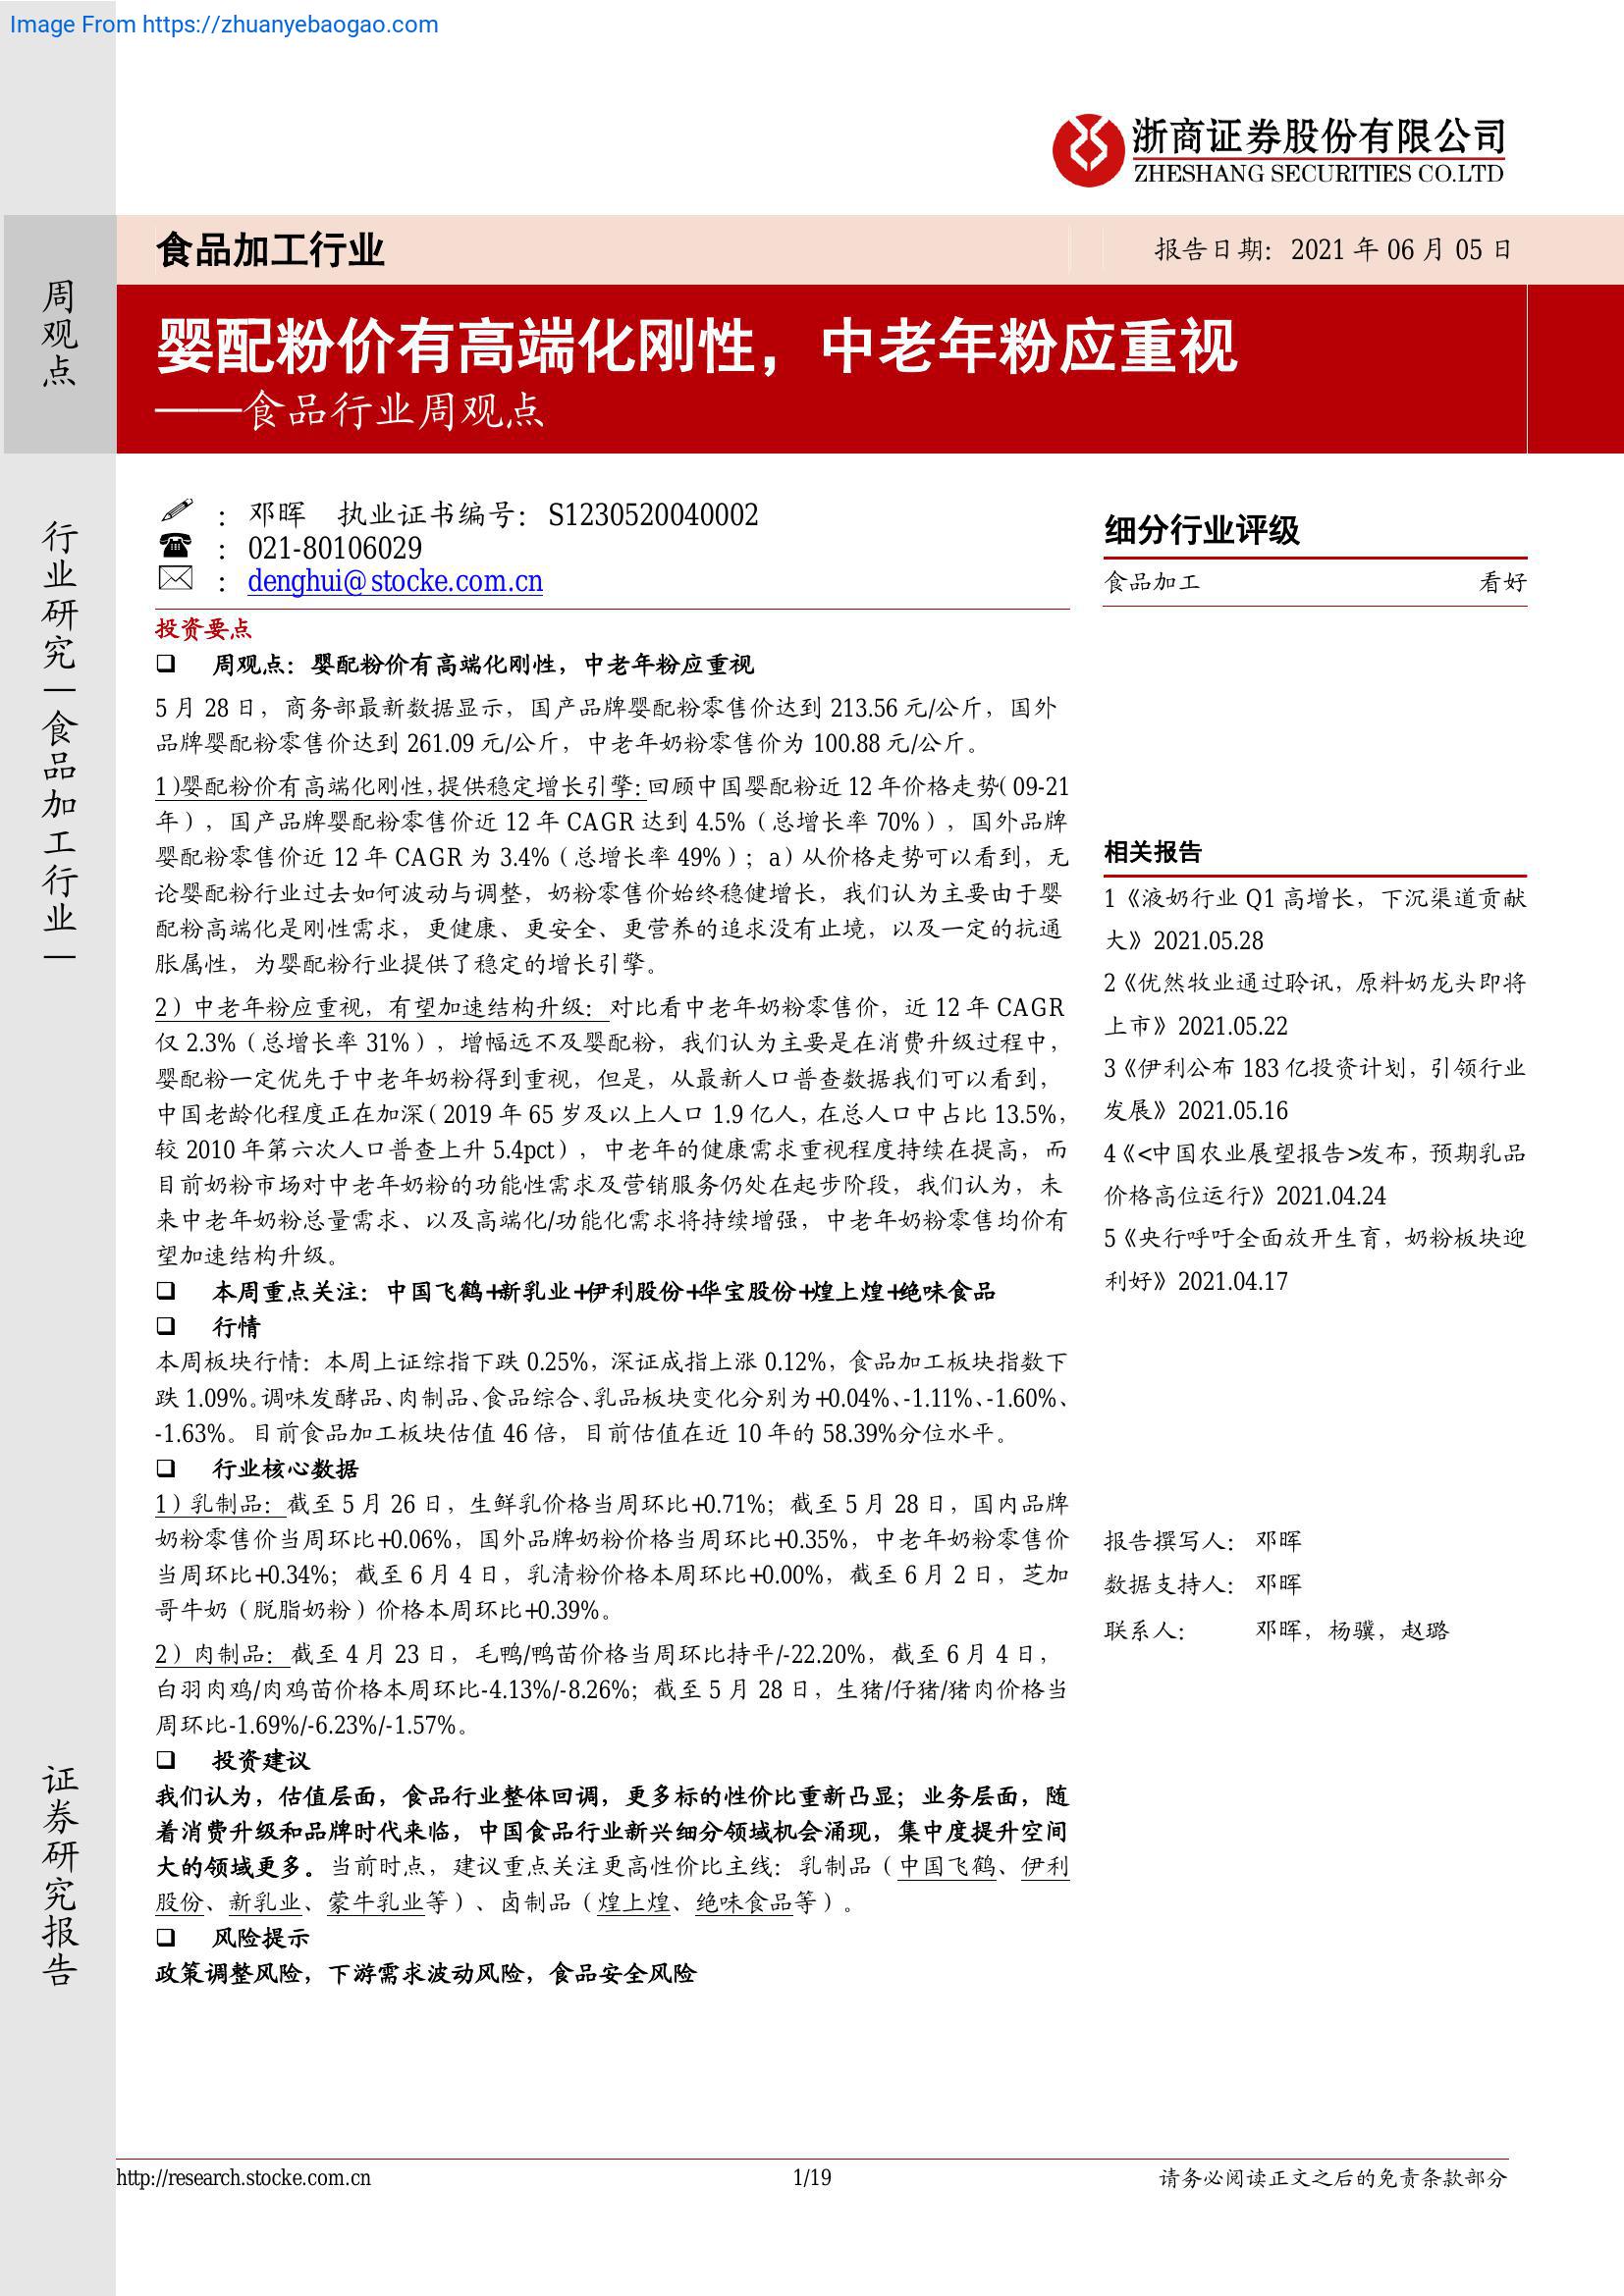 Image From https://zhuanyebaogao.com
浙商证券股份有限公司
ZHESHANG SECURITIES CO.LTD
周观点
食品加工行业
报告日期：2021 年 06 月 05 日
婴配粉价有高端化刚性，中老年粉应重视
——食品行业周观点
行业研究｜食品加工行业｜
证券研究报告
：邓晖 执业证书编号：S1230520040002
：021-80106029
：denghui@stocke.com.cn
投资要点
❑ 周观点：婴配粉价有高端化刚性，中老年粉应重视
5 月 28 日，商务部最新数据显示，国产品牌婴配粉零售价达到 213.56 元/公斤，国外
品牌婴配粉零售价达到 261.09 元/公斤，中老年奶粉零售价为 100.88 元/公斤。
1)婴配粉价有高端化刚性，提供稳定增长引擎：回顾中国婴配粉近 12 年价格走势（09-21
年），国产品牌婴配粉零售价近 12 年 CAGR 达到 4.5%（总增长率 70%），国外品牌
婴配粉零售价近 12 年 CAGR 为 3.4%（总增长率 49%）；a）从价格走势可以看到，无
论婴配粉行业过去如何波动与调整，奶粉零售价始终稳健增长，我们认为主要由于婴
配粉高端化是刚性需求，更健康、更安全、更营养的追求没有止境，以及一定的抗通
胀属性，为婴配粉行业提供了稳定的增长引擎。
2）中老年粉应重视，有望加速结构升级：对比看中老年奶粉零售价，近 12 年 CAGR
仅 2.3%（总增长率 31%），增幅远不及婴配粉，我们认为主要是在消费升级过程中，
婴配粉一定优先于中老年奶粉得到重视，但是，从最新人口普查数据我们可以看到，
中国老龄化程度正在加深（2019 年 65 岁及以上人口 1.9 亿人，在总人口中占比 13.5%，
较 2010 年第六次人口普查上升 5.4pct），中老年的健康需求重视程度持续在提高，而
目前奶粉市场对中老年奶粉的功能性需求及营销服务仍处在起步阶段，我们认为，未
来中老年奶粉总量需求、以及高端化/功能化需求将持续增强，中老年奶粉零售均价有
望加速结构升级。
❑ 本周重点关注：中国飞鹤+新乳业+伊利股份+华宝股份+煌上煌+绝味食品
❑ 行情
本周板块行情：本周上证综指下跌 0.25%，深证成指上涨 0.12%，食品加工板块指数下
跌 1.09%。调味发酵品、肉制品、食品综合、乳品板块变化分别为+0.04%、-1.11%、-1.60%、
-1.63%。目前食品加工板块估值 46 倍，目前估值在近 10 年的 58.39%分位水平。
❑ 行业核心数据
1）乳制品：截至 5 月 26 日，生鲜乳价格当周环比+0.71%；截至 5 月 28 日，国内品牌
奶粉零售价当周环比+0.06%，国外品牌奶粉价格当周环比+0.35%，中老年奶粉零售价
当周环比+0.34%；截至 6 月 4 日，乳清粉价格本周环比+0.00%，截至 6 月 2 日，芝加
哥牛奶（脱脂奶粉）价格本周环比+0.39%。
2）肉制品：截至 4 月 23 日，毛鸭/鸭苗价格当周环比持平/-22.20%，截至 6 月 4 日，
白羽肉鸡/肉鸡苗价格本周环比-4.13%/-8.26%；截至 5 月 28 日，生猪/仔猪/猪肉价格当
周环比-1.69%/-6.23%/-1.57%。
❑ 投资建议
我们认为，估值层面，食品行业整体回调，更多标的性价比重新凸显；业务层面，随
着消费升级和品牌时代来临，中国食品行业新兴细分领域机会涌现，集中度提升空间
大的领域更多。当前时点，建议重点关注更高性价比主线：乳制品（中国飞鹤、伊利
股份、新乳业、蒙牛乳业等）、卤制品（煌上煌、绝味食品等）。
❑ 风险提示
政策调整风险，下游需求波动风险，食品安全风险
细分行业评级
食品加工 看好
相关报告
1《液奶行业 Q1 高增长，下沉渠道贡献
大》2021.05.28
2《优然牧业通过聆讯，原料奶龙头即将
上市》2021.05.22
3《伊利公布 183 亿投资计划，引领行业
发展》2021.05.16
4《<中国农业展望报告>发布，预期乳品
价格高位运行》2021.04.24
5《央行呼吁全面放开生育，奶粉板块迎
利好》2021.04.17
报告撰写人：邓晖
数据支持人：邓晖
联系人：邓晖，杨骥，赵璐
http://research.stocke.com.cn
1/19
请务必阅读正文之后的免责条款部分